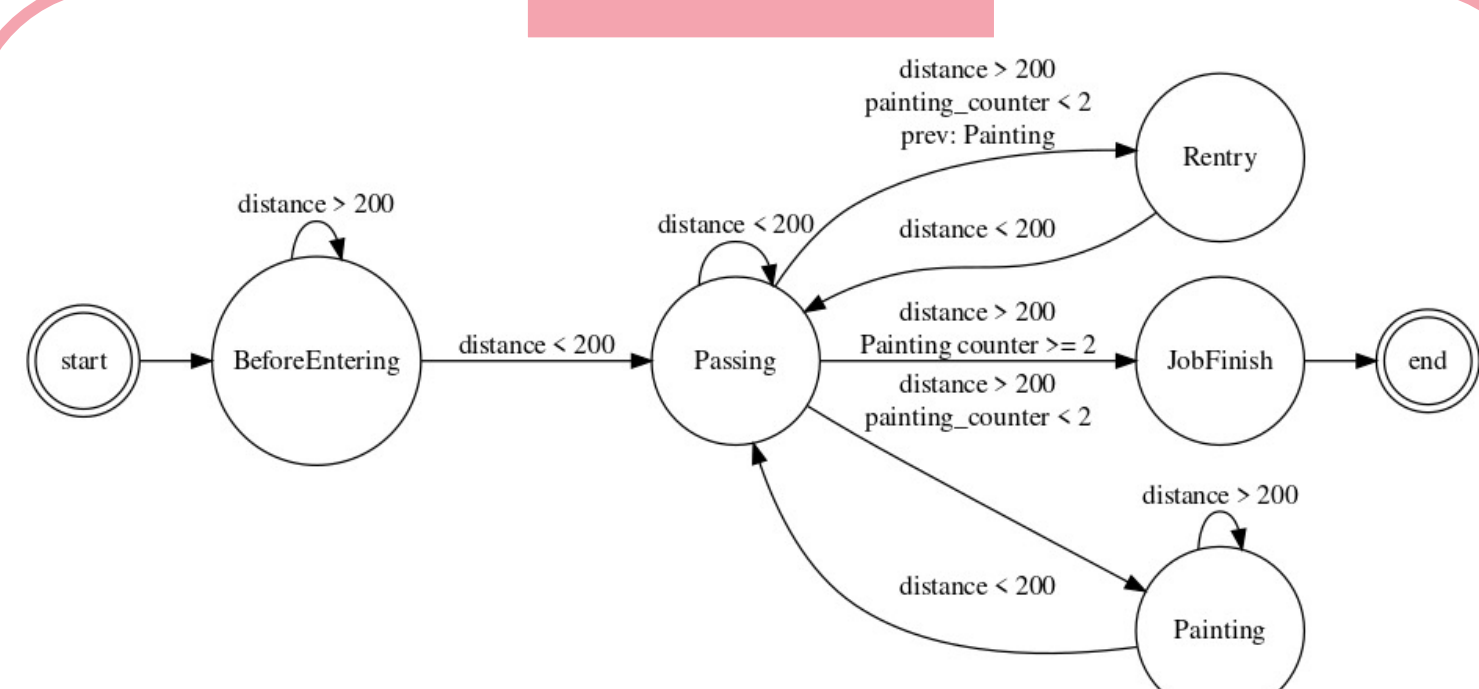 distance > 200
painting_counter < 2
prev: Painting
Rentry
distance > 200
distance < 200
distance < 200
distance > 200
Painting counter >= 2
start
BeforeEntering
distance < 200
Passing
JobFinish
end
distance > 200
painting_counter < 2
distance > 200
distance < 200
Painting